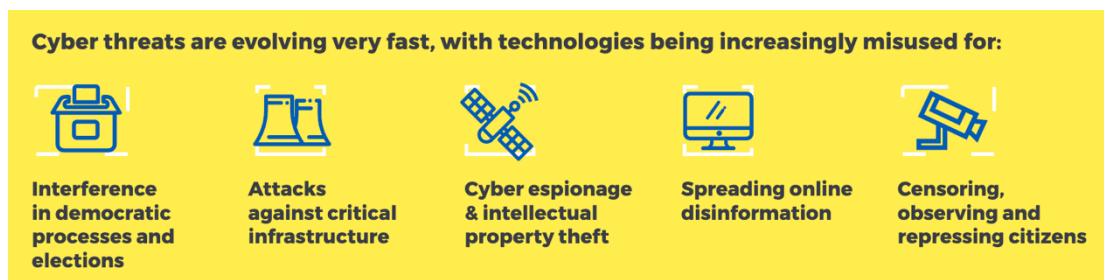 Cyber threats are evolving very fast, with technologies being increasingly misused for:
Interference
in democratic
processes and
elections
Attacks
against critical
infrastructure
Cyber espionage
& intellectual
property theft
Spreading online
disinformation
Censoring,
observing and
repressing citizens